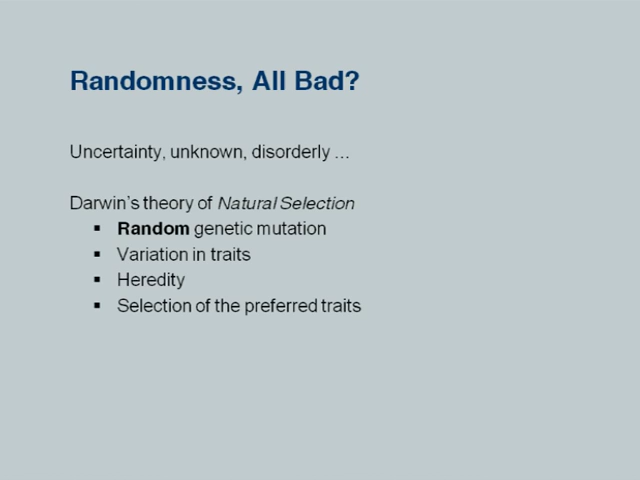 Randomness, All Bad?
Uncertainty, unknown, disorderly ...
Darwin's theory of Natural Selection
▪ Random genetic mutation
▪ Variation in traits
▪ Heredity
▪ Selection of the preferred traits